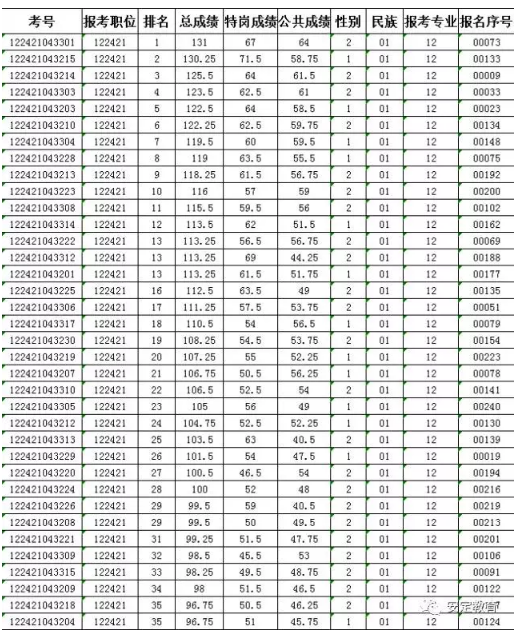 考号 报考职位 排名 总成绩 特岗成绩 公共成绩 性别 民族 报考专业 报名序号
122421043301 122421 1 131 67 64 2 01 12 00073
122421043215 122421 2 130.25 71.5 58.75 1 01 12 00133
122421043214 122421 3 125.5 64 61.5 2 01 12 00009
122421043303 122421 4 123.5 62.5 61 2 01 12 00033
122421043203 122421 5 122.5 64 58.5 1 01 12 00023
122421043210 122421 6 122.25 62.5 59.75 2 01 12 00134
122421043304 122421 7 119.5 60 59.5 1 01 12 00148
122421043228 122421 8 119 63.5 55.5 1 01 12 00075
122421043213 122421 9 118.25 61.5 56.75 2 01 12 00192
122421043223 122421 10 116 57 59 2 01 12 00200
122421043308 122421 11 115.5 59.5 56 2 01 12 00102
122421043314 122421 12 113.5 62 51.5 1 01 12 00162
122421043222 122421 13 113.25 56.5 56.75 2 01 12 00069
122421043312 122421 13 113.25 69 44.25 2 01 12 00188
122421043201 122421 13 113.25 61.5 51.75 1 01 12 00177
122421043225 122421 16 112.5 63.5 49 2 01 12 00135
122421043306 122421 17 111.25 57.5 53.75 2 01 12 00051
122421043317 122421 18 110.5 54 56.5 1 01 12 00079
122421043230 122421 19 108.25 54.5 53.75 2 01 12 00154
122421043219 122421 20 107.25 55 52.25 1 01 12 00223
122421043207 122421 21 106.75 50.5 56.25 1 01 12 00078
122421043310 122421 22 106.5 52.5 54 2 01 12 00141
122421043305 122421 23 105 56 49 1 01 12 00240
122421043212 122421 24 104.75 52.5 52.25 1 01 12 00130
122421043313 122421 25 103.5 63 40.5 2 01 12 00139
122421043229 122421 26 101.5 54 47.5 1 01 12 00019
122421043220 122421 27 100.5 46.5 54 2 01 12 00194
122421043224 122421 28 100 52 48 2 01 12 00216
122421043226 122421 29 99.5 59 40.5 2 01 12 00219
122421043208 122421 29 99.5 50 49.5 2 01 12 00213
122421043221 122421 31 99.25 51.5 47.75 2 01 12 00201
122421043309 122421 32 98.5 45.5 53 2 01 12 00106
122421043315 122421 33 98.25 49.5 48.75 2 01 12 00091
122421043209 122421 34 98 51.5 46.5 2 01 12 00122
122421043218 122421 35 96.75 50.5 46.25 2 01
安定教育
122421043204 122421 35 96.75 51 45.75 1 01 12 00124